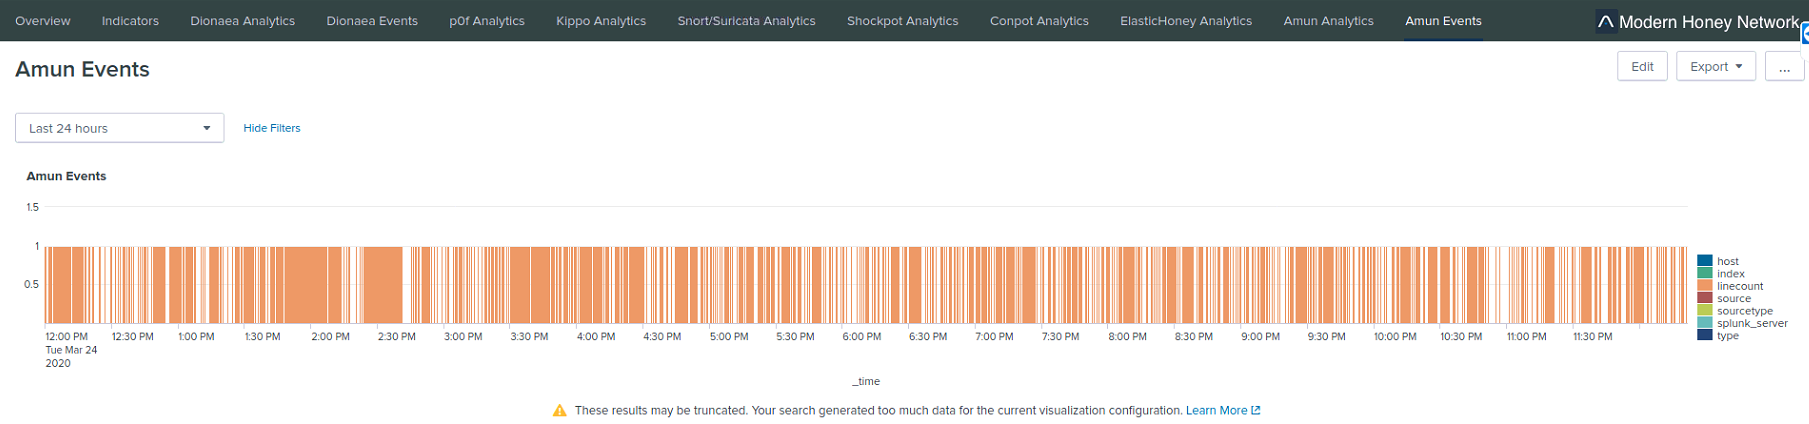 Overview Indicators Dionaea Analytics Dionaea Events p0f Analytics Kippo Analytics Snort/Suricata Analytics Shockpot Analytics Conpot Analytics ElasticHoney Analytics Amun Analytics Amun Events Modern Honey Network
Amun Events
Edit Export ...
Last 24 hours Hide Filters
Amun Events
1.5
1
0.5
host
index
linecount
source
sourcetype
splunk_server
type
12:00 PM 12:30 PM 1:00 PM 1:30 PM 2:00 PM 2:30 PM 3:00 PM 3:30 PM 4:00 PM 4:30 PM 5:00 PM 5:30 PM 6:00 PM 6:30 PM 7:00 PM 7:30 PM 8:00 PM 8:30 PM 9:00 PM 9:30 PM 10:00 PM 10:30 PM 11:00 PM 11:30 PM
Tue Mar 24
2020
_time
These results may be truncated. Your search generated too much data for the current visualization configuration. Learn More